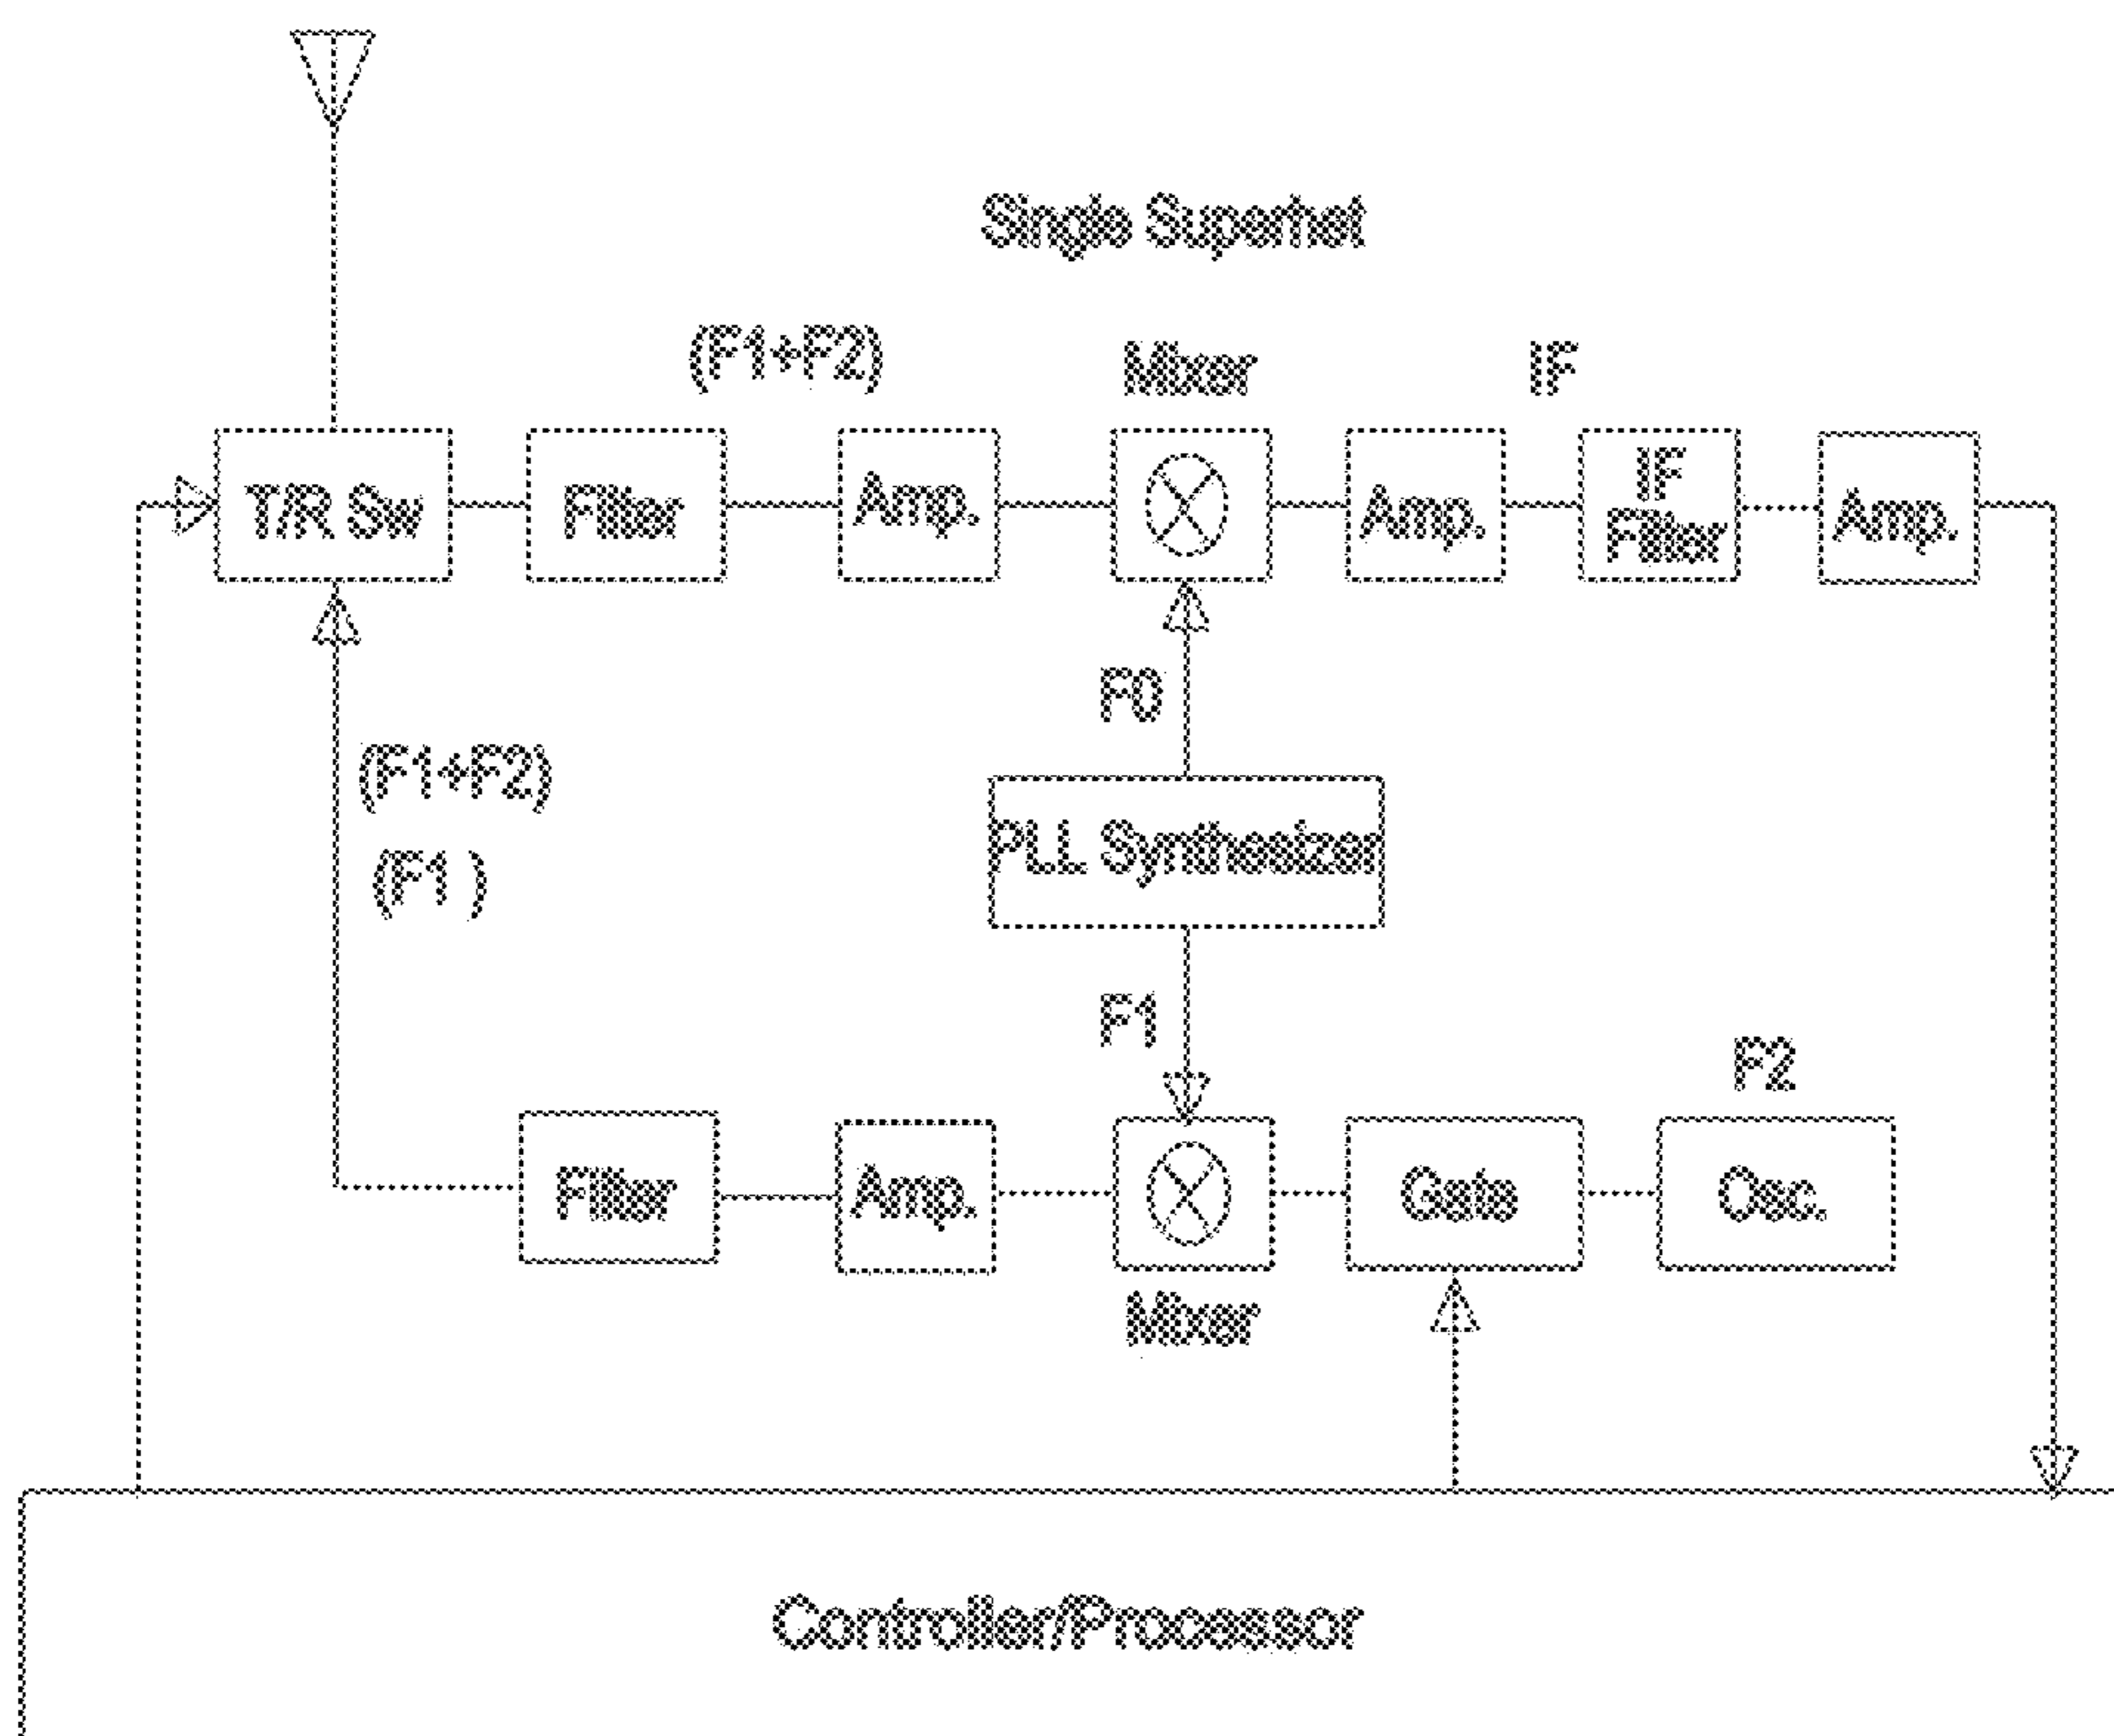 Single Superhet
(F1+F2)
Mixer
IF
T/R Sw
Filter
Amp.
Amp.
IF
Filter
Amp.
F0
(F1+F2)
(F1 )
PLL Synthesizer
F1
F2
Filter
Amp.
Gate
Osc.
Mixer
Controller/Processor